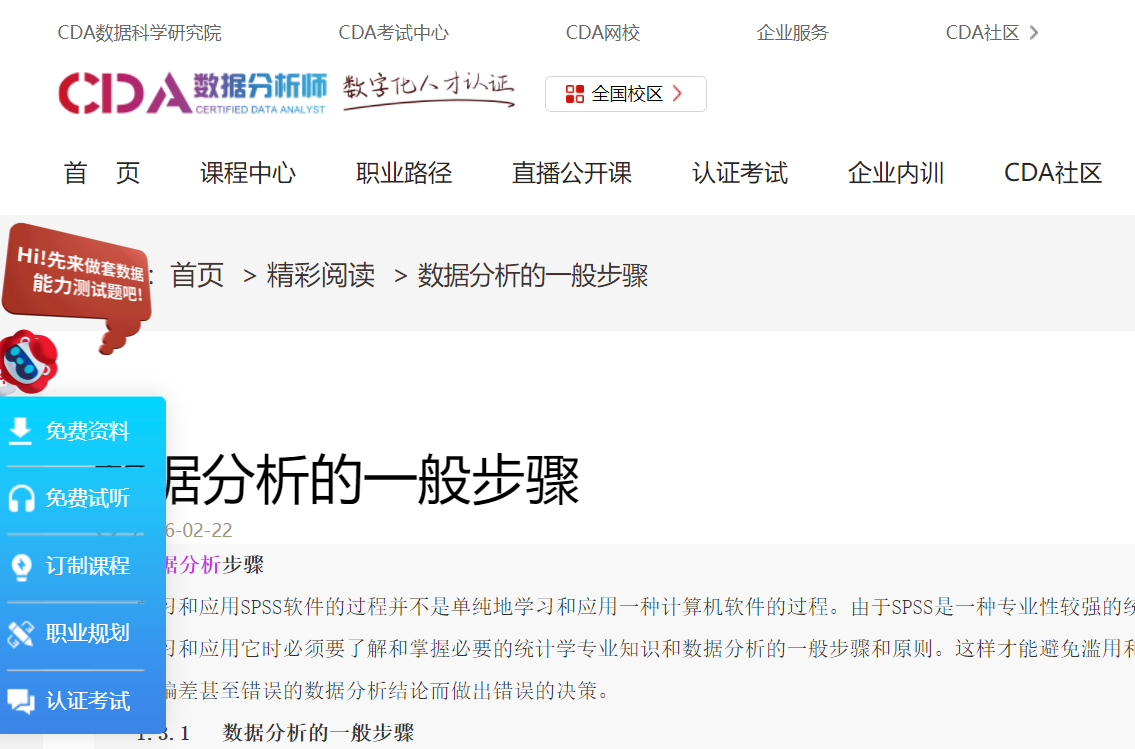 CDA数据科学研究院 CDA考试中心 CDA网校 企业服务 CDA社区
CDA数据分析师 CERTIFIED DATA ANALYST 数字化人才认证 全国校区
首 页 课程中心 职业路径 直播公开课 认证考试 企业内训 CDA社区
Hi!先来做套数据
能力测试题吧!
: 首页 > 精彩阅读 > 数据分析的一般步骤
免费资料
免费试听
订制课程
职业规划
认证考试
据分析的一般步骤
6-02-22
据分析步骤
习和应用SPSS软件的过程并不是单纯地学习和应用一种计算机软件的过程。由于SPSS是一种专业性较强的统
习和应用它时必须要了解和掌握必要的统计学专业知识和数据分析的一般步骤和原则。这样才能避免滥用和
偏差甚至错误的数据分析结论而做出错误的决策。
1.3.1 数据分析的一般步骤